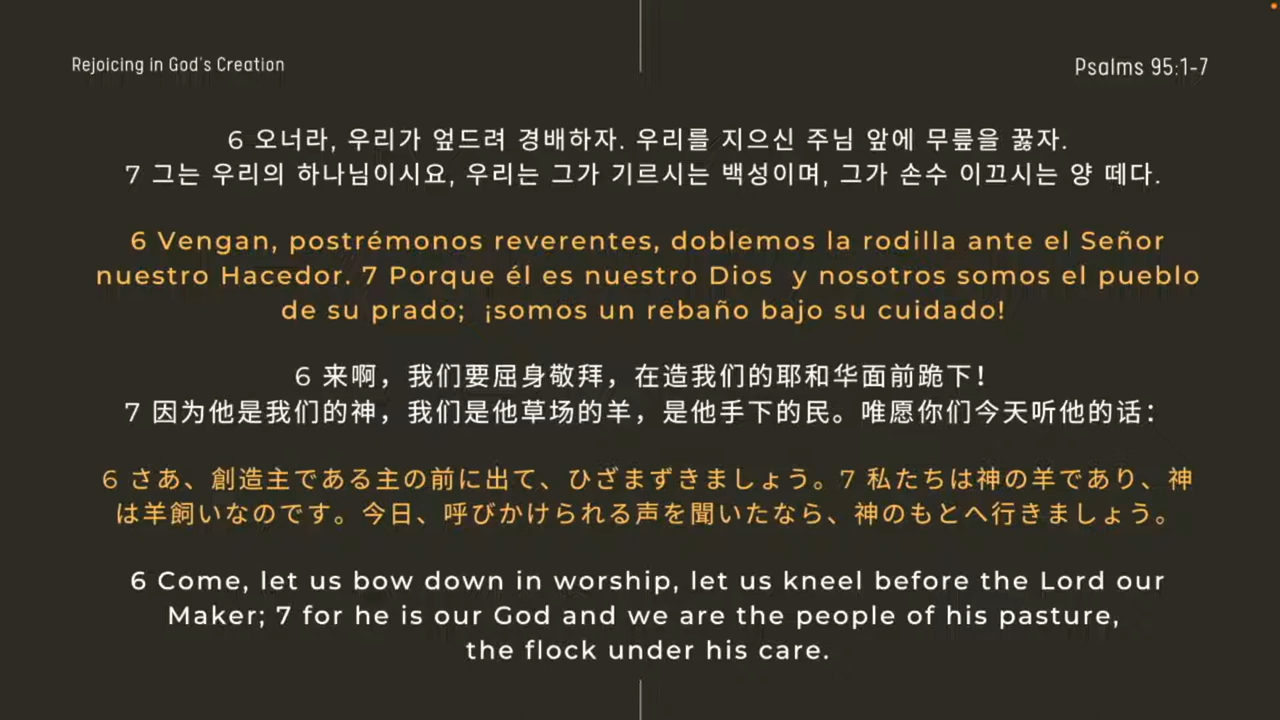 Rejoicing in God's Creation
Psalms 95:1-7
6 오너라, 우리가 엎드려 경배하자. 우리를 지으신 주님 앞에 무릎을 꿇자.
7 그는 우리의 하나님이시요, 우리는 그가 기르시는 백성이며, 그가 손수 이끄시는 양 떼다.
6 Vengan, postrémonos reverentes, doblemos la rodilla ante el Señor
nuestro Hacedor. 7 Porque él es nuestro Dios  y nosotros somos el pueblo
de su prado;  ¡somos un rebaño bajo su cuidado!
6 来啊，我们要屈身敬拜，在造我们的耶和华面前跪下！
7 因为他是我们的神，我们是他草场的羊，是他手下的民。唯愿你们今天听他的话：
6 さあ、創造主である主の前に出て、ひざまずきましょう。7 私たちは神の羊であり、神
は羊飼いなのです。今日、呼びかけられる声を聞いたなら、神のもとへ行きましょう。
6 Come, let us bow down in worship, let us kneel before the Lord our
Maker; 7 for he is our God and we are the people of his pasture,
the flock under his care.